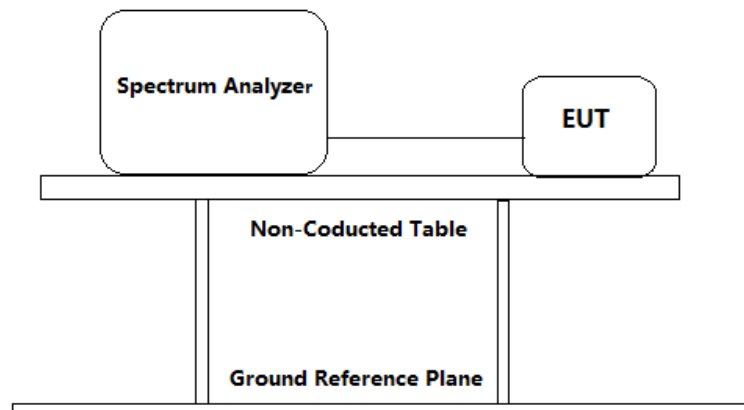 Spectrum Analyzer
EUT
Non-Coducted Table
Ground Reference Plane